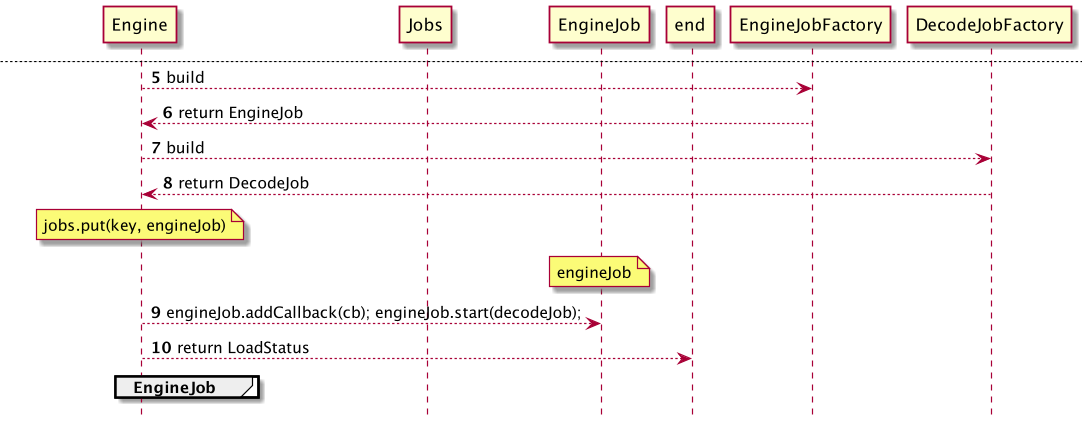 Engine Jobs EngineJob end EngineJobFactory DecodeJobFactory
5 build
6 return EngineJob
7 build
8 return DecodeJob
jobs.put(key, engineJob)
engineJob
9 engineJob.addCallback(cb); engineJob.start(decodeJob);
10 return LoadStatus
EngineJob